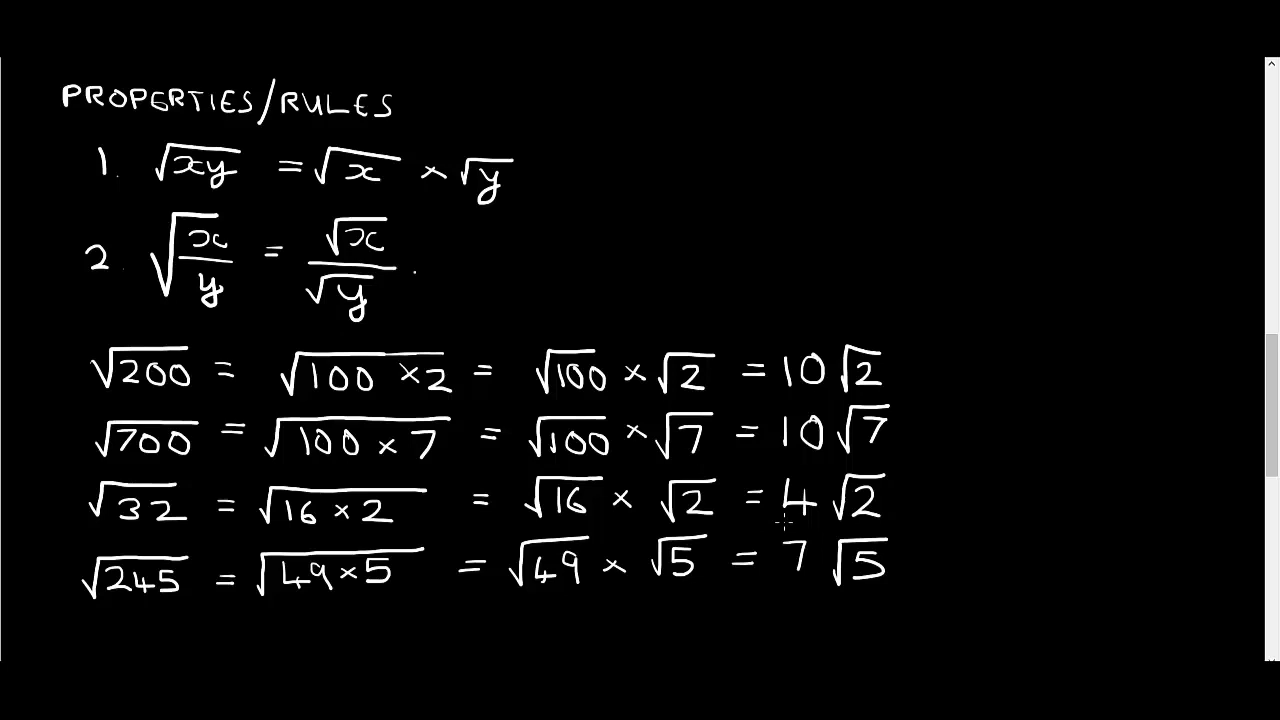 PROPERTIES/RULES
1. √xy = √x × √y
2. √x/y = √x/√y.
√200 = √100 × 2 = √100 × √2 = 10√2
√700 = √100 × 7 = √100 × √7 = 10√7
√32 = √16 × 2 = √16 × √2 = 4√2
√245 = √49 × 5 = √49 × √5 = 7√5